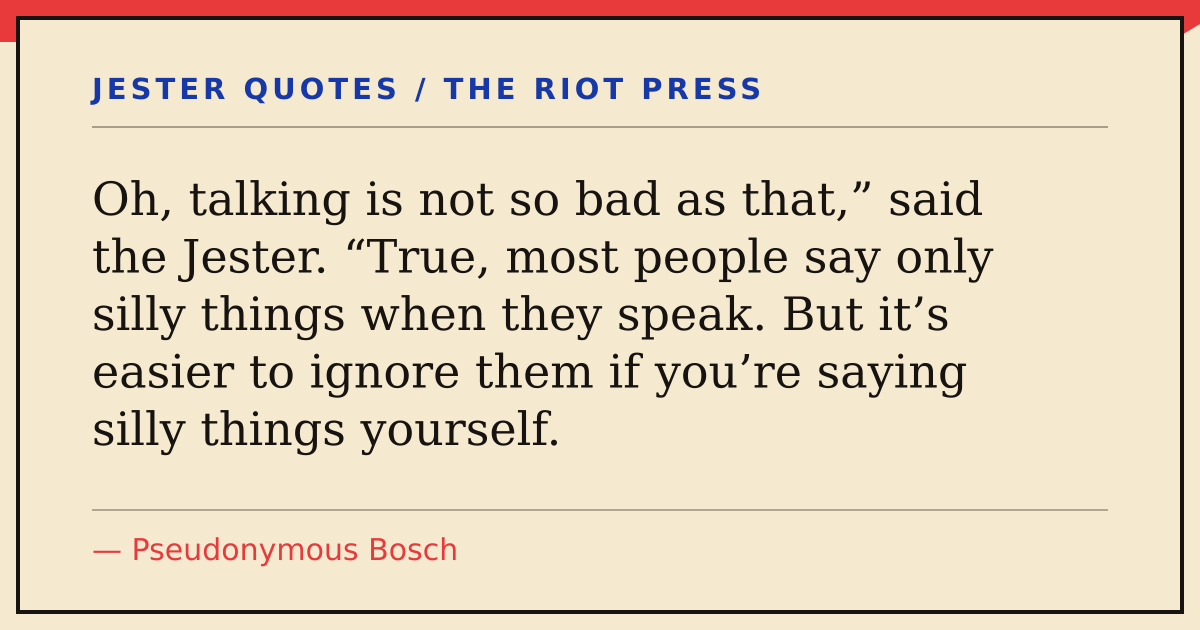 JESTER QUOTES / THE RIOT PRESS
Oh, talking is not so bad as that,” said
the Jester. “True, most people say only
silly things when they speak. But it’s
easier to ignore them if you’re saying
silly things yourself.
— Pseudonymous Bosch